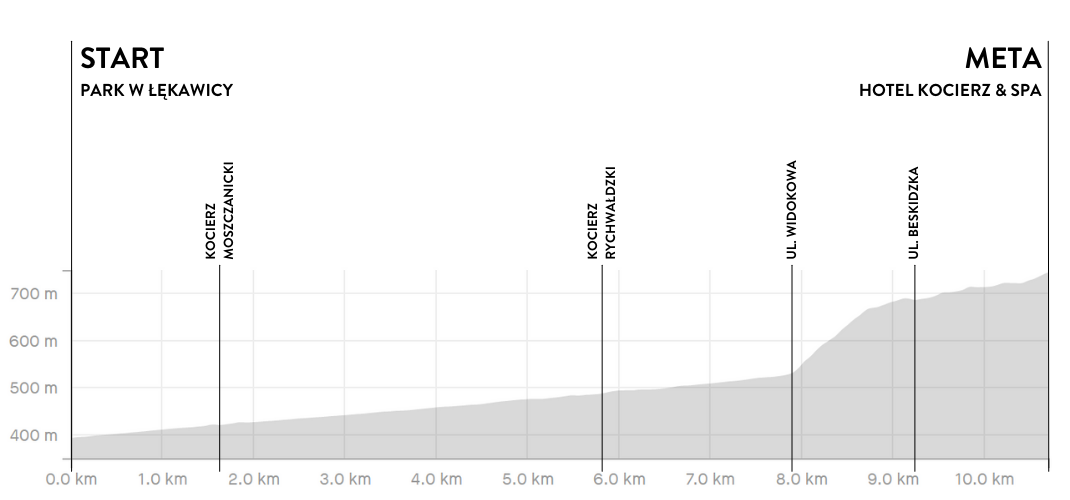 START
PARK W ŁĘKAWICY
META
HOTEL KOCIERZ & SPA
KOCIERZ
MOSZCZANICKI
KOCIERZ
RYCHWAŁDZKI
UL. WIDOKOWA
UL. BESKIDZKA
700 m
600 m
500 m
400 m
0.0 km
1.0 km
2.0 km
3.0 km
4.0 km
5.0 km
6.0 km
7.0 km
8.0 km
9.0 km
10.0 km